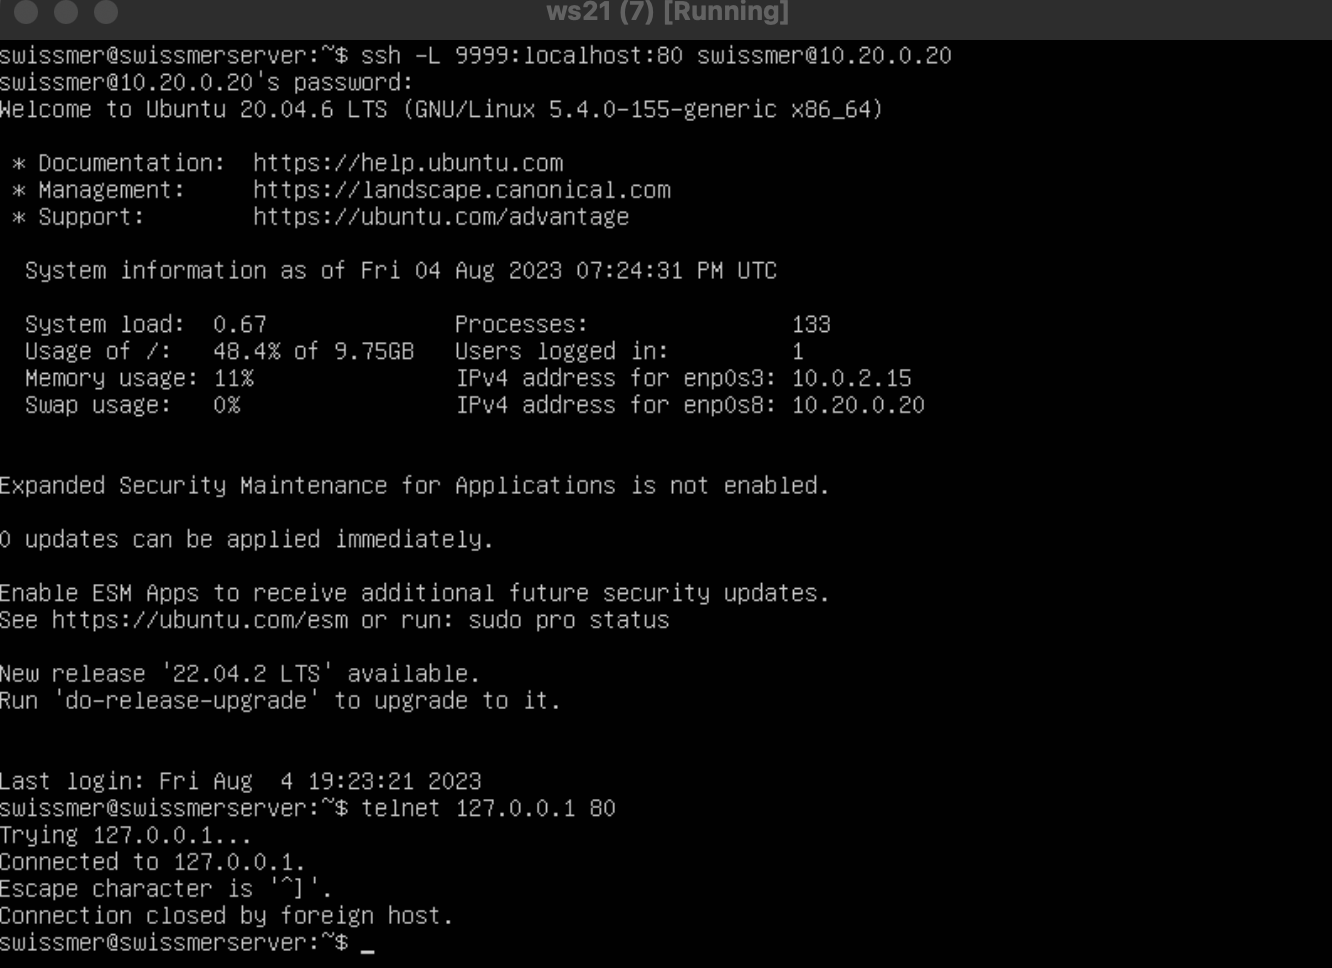 ws21 (7) [Running]
swissmer@swissmerserver:~$ ssh -L 9999:localhost:80 swissmer@10.20.0.20
swissmer@10.20.0.20's password:
Welcome to Ubuntu 20.04.6 LTS (GNU/Linux 5.4.0-155-generic x86_64)
* Documentation:  https://help.ubuntu.com
* Management:     https://landscape.canonical.com
* Support:        https://ubuntu.com/advantage
System information as of Fri 04 Aug 2023 07:24:31 PM UTC
System load:  0.67              Processes:               133
Usage of /:   48.4% of 9.75GB   Users logged in:         1
Memory usage: 11%               IPv4 address for enp0s3: 10.0.2.15
Swap usage:   0%                IPv4 address for enp0s8: 10.20.0.20
Expanded Security Maintenance for Applications is not enabled.
0 updates can be applied immediately.
Enable ESM Apps to receive additional future security updates.
See https://ubuntu.com/esm or run: sudo pro status
New release '22.04.2 LTS' available.
Run 'do-release-upgrade' to upgrade to it.
Last login: Fri Aug  4 19:23:21 2023
swissmer@swissmerserver:~$ telnet 127.0.0.1 80
Trying 127.0.0.1...
Connected to 127.0.0.1.
Escape character is '^]'.
Connection closed by foreign host.
swissmer@swissmerserver:~$ _